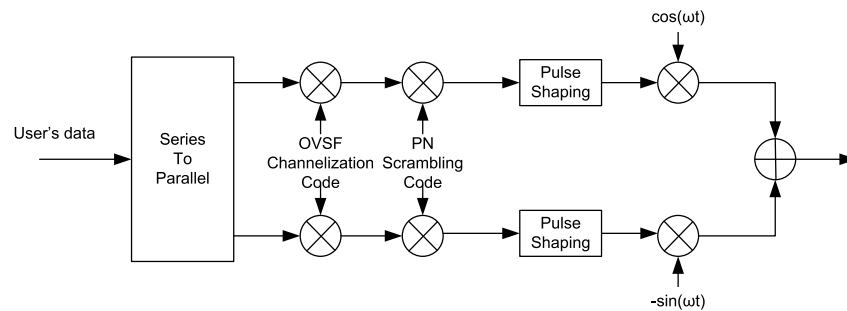 cos(ωt)
Pulse
Shaping
User's data
Series
To
Parallel
OVSF
Channelization
Code
PN
Scrambling
Code
Pulse
Shaping
-sin(ωt)